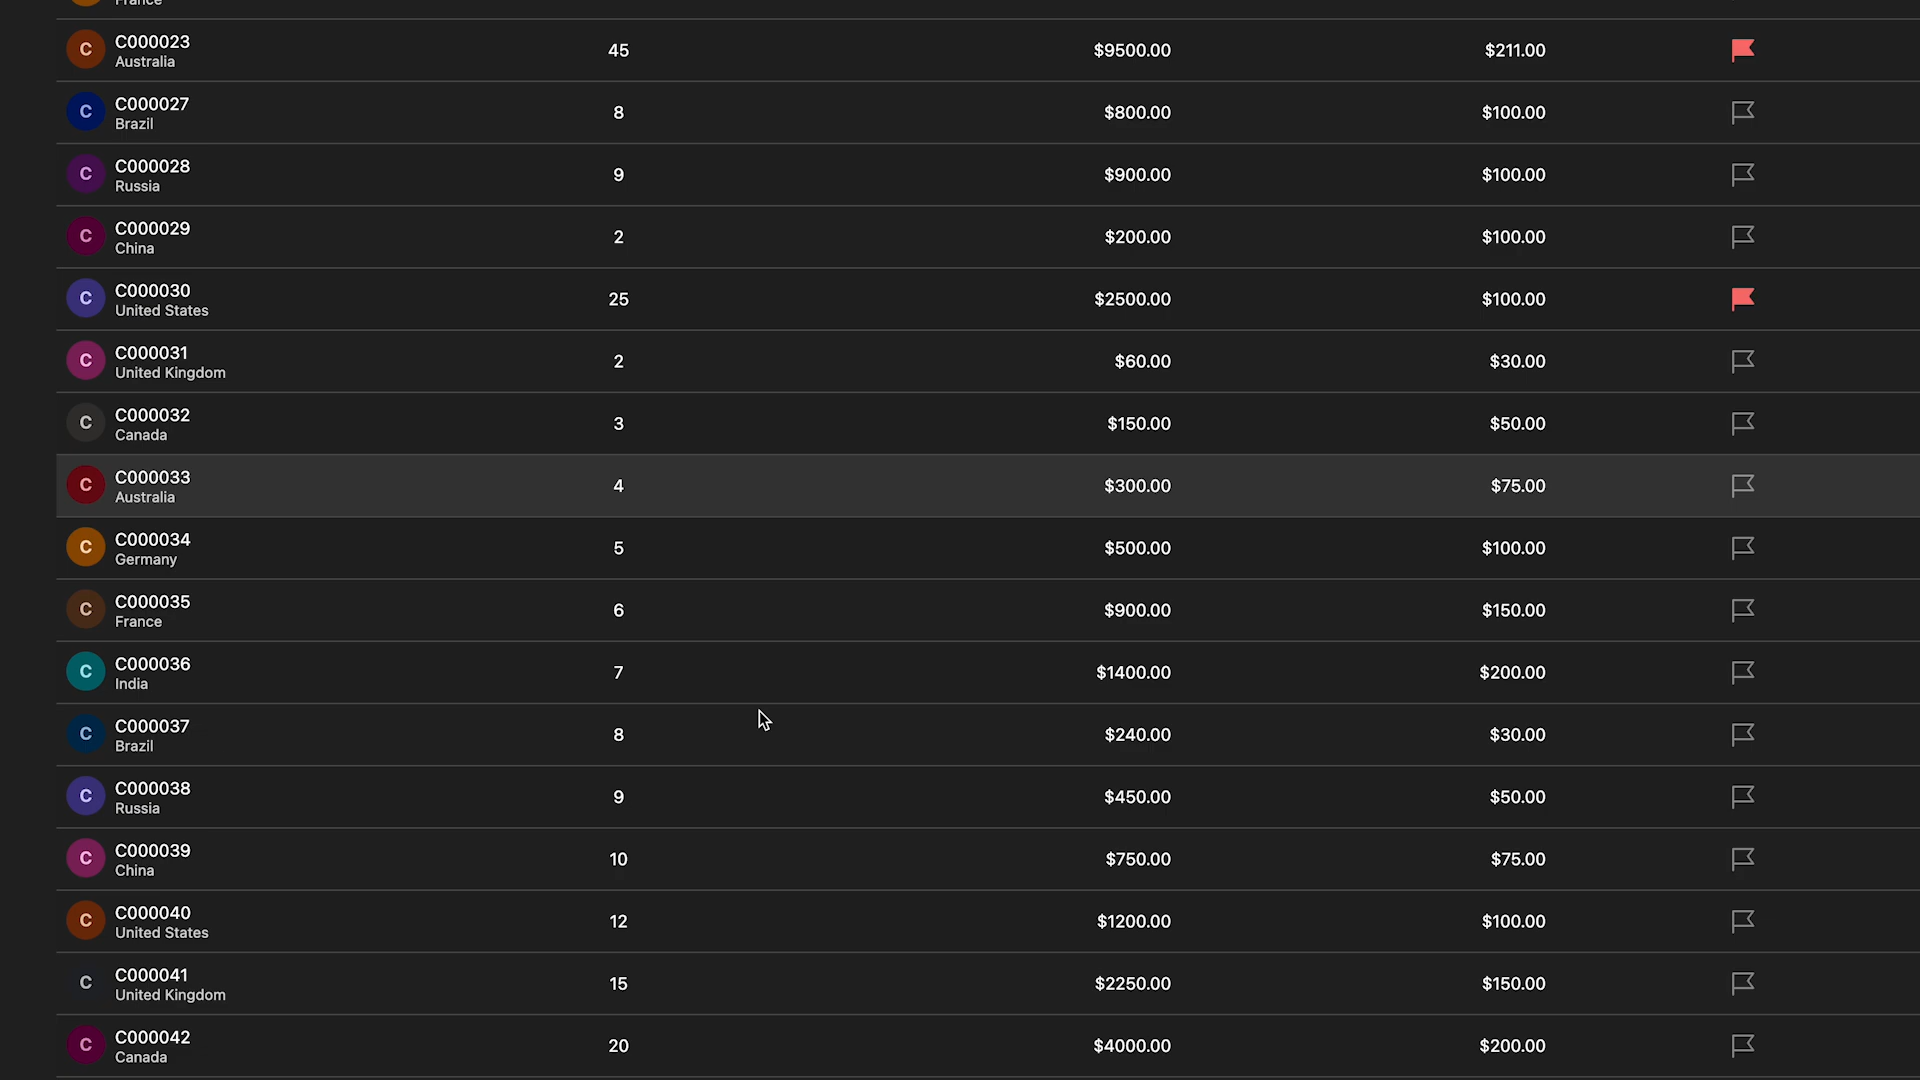 France
C C000023 45 $9500.00 $211.00
Australia
C C000027 8 $800.00 $100.00
Brazil
C C000028 9 $900.00 $100.00
Russia
C C000029 2 $200.00 $100.00
China
C C000030 25 $2500.00 $100.00
United States
C C000031 2 $60.00 $30.00
United Kingdom
C C000032 3 $150.00 $50.00
Canada
C C000033 4 $300.00 $75.00
Australia
C C000034 5 $500.00 $100.00
Germany
C C000035 6 $900.00 $150.00
France
C C000036 7 $1400.00 $200.00
India
C C000037 8 $240.00 $30.00
Brazil
C C000038 9 $450.00 $50.00
Russia
C C000039 10 $750.00 $75.00
China
C C000040 12 $1200.00 $100.00
United States
C C000041 15 $2250.00 $150.00
United Kingdom
C C000042 20 $4000.00 $200.00
Canada